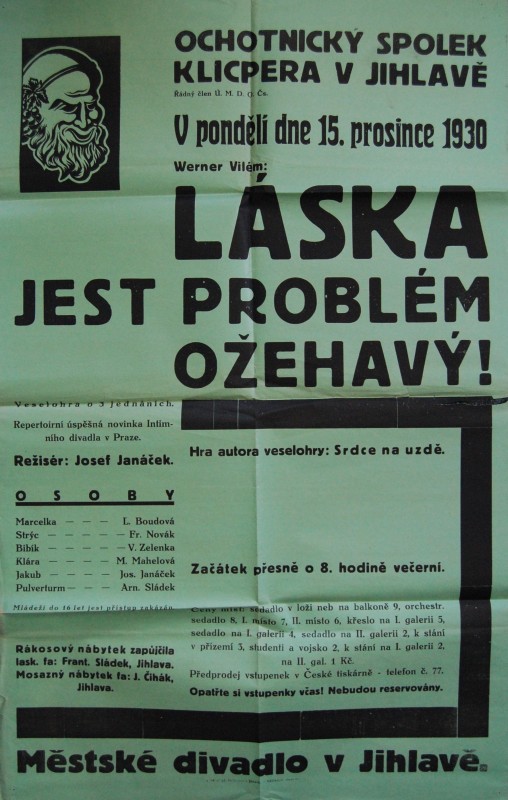 OCHOTNICKÝ SPOLEK
KLICPERA V JIHLAVĚ
Řádný člen Ú. M. D. O. Čs.
V pondělí dne 15. prosince 1930
Werner Vilém:
LÁSKA
JEST PROBLÉM
OŽEHAVÝ!
Veselohra o 3 jednáních.
Repertoirní úspěšná novinka Intim-
ního divadla v Praze.
Režisér: Josef Janáček.
OSOBY
Marcelka — — — L. Boudová
Strýc — — — Fr. Novák
Bibík — — — V. Zelenka
Klára — — — M. Mahelová
Jakub — — — Jos. Janáček
Pulverturm — — Arn. Sládek
Mládeži do 16 let jest přístup zakázán.
Rákosový nábytek zapůjčila
lask. fa: Frant. Sládek, Jihlava.
Mosazný nábytek fa: J. Čihák,
Jihlava.
Hra autora veselohry: Srdce na uzdě.
Začátek přesně o 8. hodině večerní.
Ceny míst: sedadlo v loži neb na balkoně 9, orchestr.
sedadlo 8, I. místo 7, II. místo 6, křeslo na I. galerii 5,
sedadlo na I. galerii 4, sedadlo na II. galerii 2, k stání
v přízemí 3, studenti a vojsko 2, k stání na I. galerii 2,
na II. gal. 1 Kč.
Předprodej vstupenek v České tiskárně - telefon č. 77.
Opatřte si vstupenky včas! Nebudou reservovány.
Městské divadlo v Jihlavě.